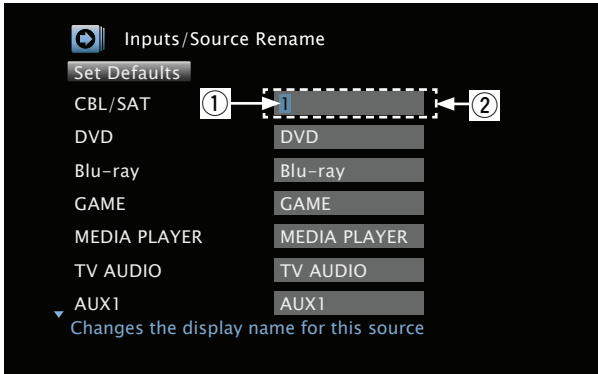 Inputs/Source Rename
Set Defaults
CBL/SAT ① 1 ②
DVD DVD
Blu-ray Blu-ray
GAME GAME
MEDIA PLAYER MEDIA PLAYER
TV AUDIO TV AUDIO
AUX1 AUX1
Changes the display name for this source